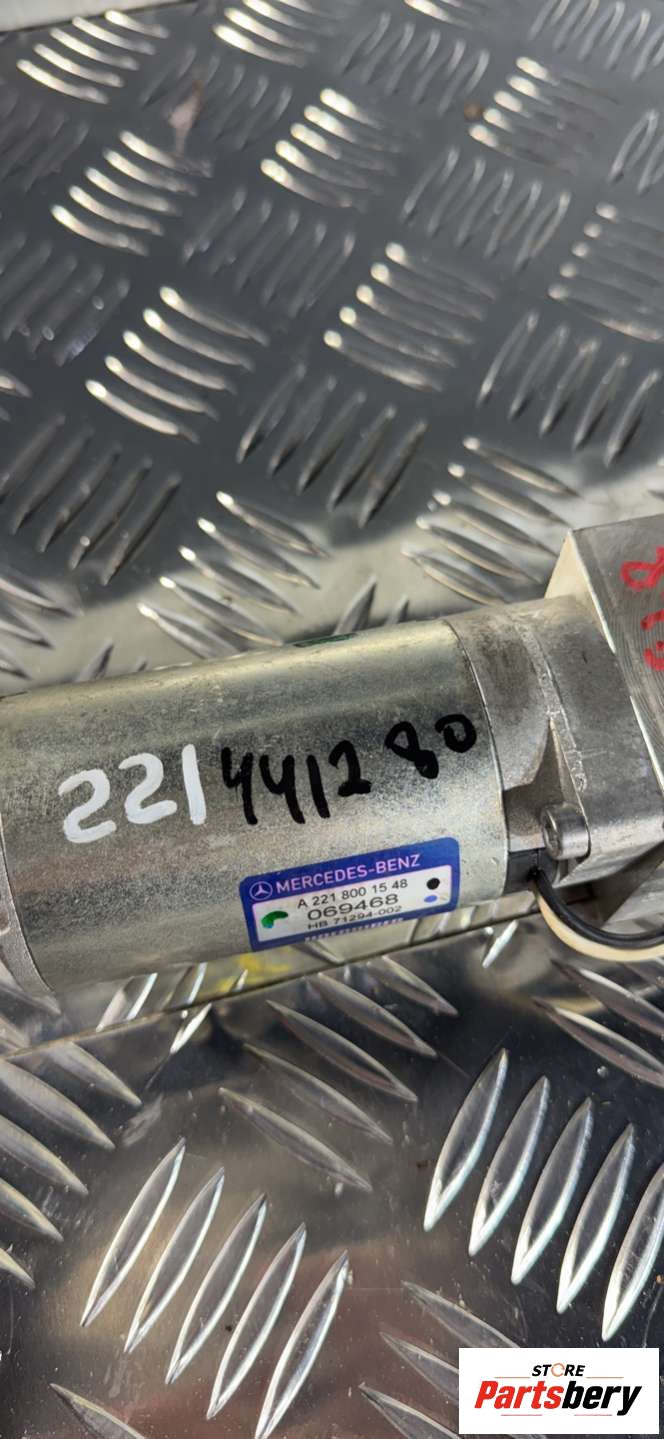 221 441280
MERCEDES-BENZ
A 221 800 15 48
069468
HB 71294-002
STORE
Partsbery